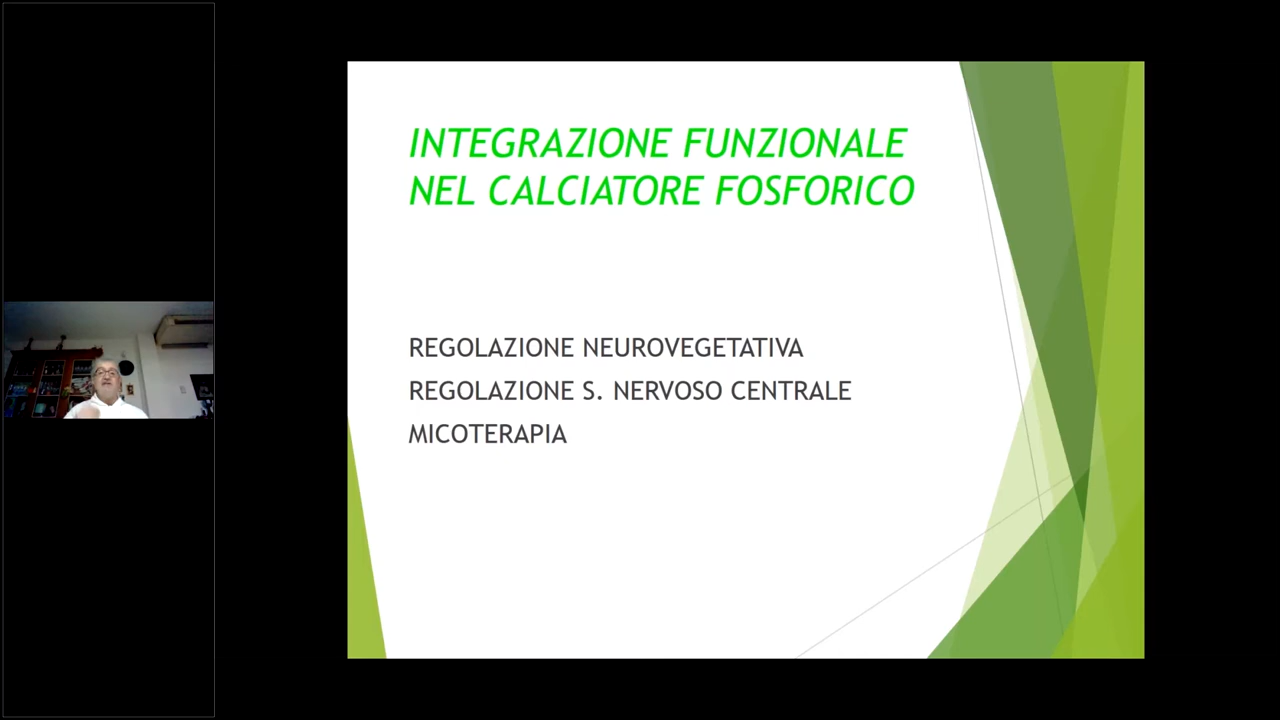 INTEGRAZIONE FUNZIONALE
NEL CALCIATORE FOSFORICO
REGOLAZIONE NEUROVEGETATIVA
REGOLAZIONE S. NERVOSO CENTRALE
MICOTERAPIA